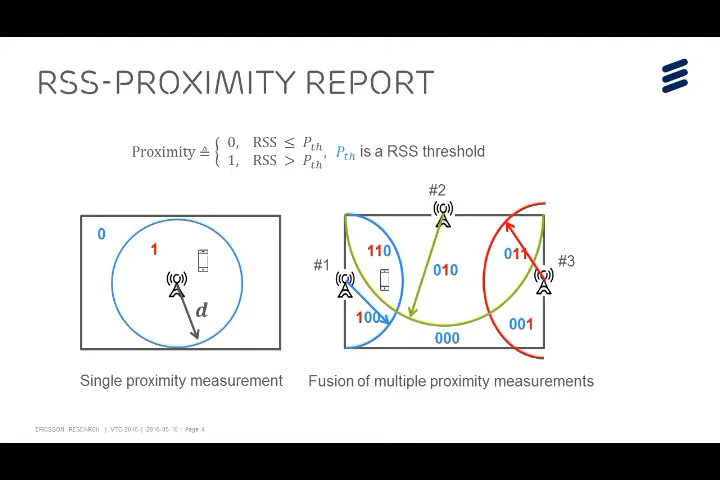 RSS-PROXIMITY REPORT
Proximity ≜ { 0, RSS ≤ P_th
1, RSS > P_th, P_th is a RSS threshold
#2
0
1
110
010
011
#1
#3
d
100
001
000
Single proximity measurement
Fusion of multiple proximity measurements
ERICSSON RESEARCH | VTC-2016 | 2016-05-16 | Page 4